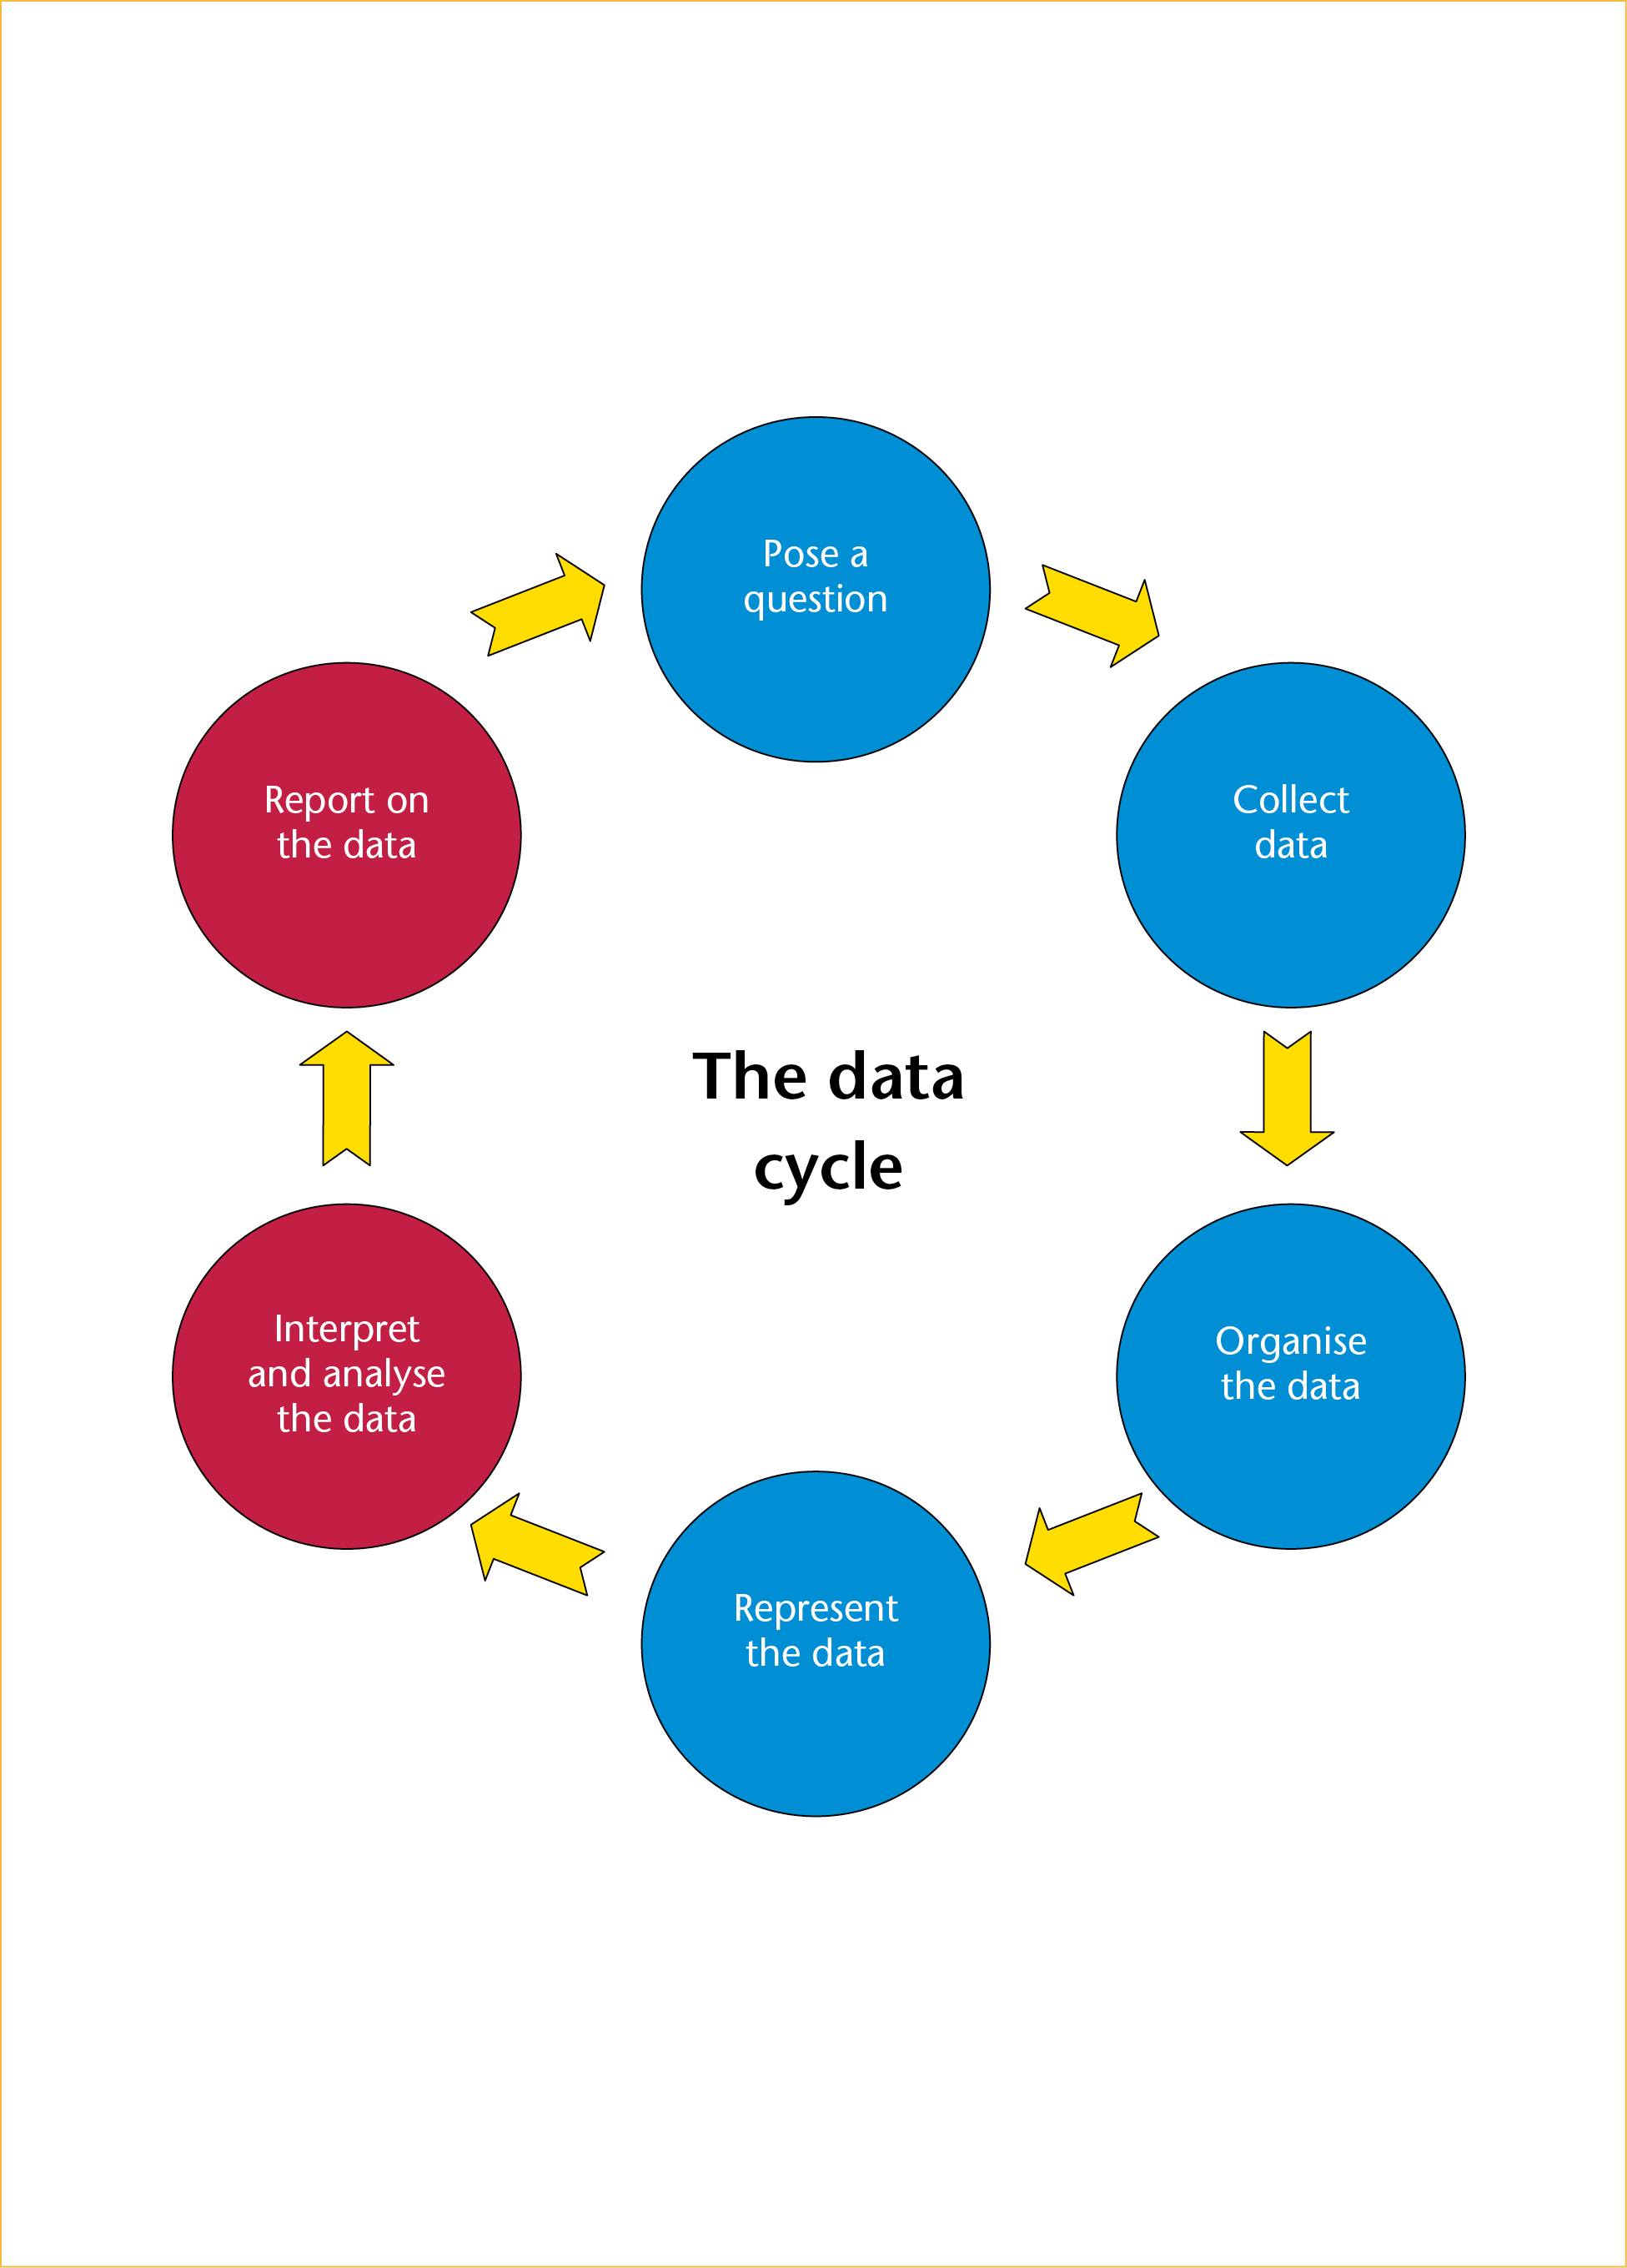 Pose a
question
Collect
data
Organise
the data
Represent
the data
Interpret
and analyse
the data
Report on
the data
The data
cycle